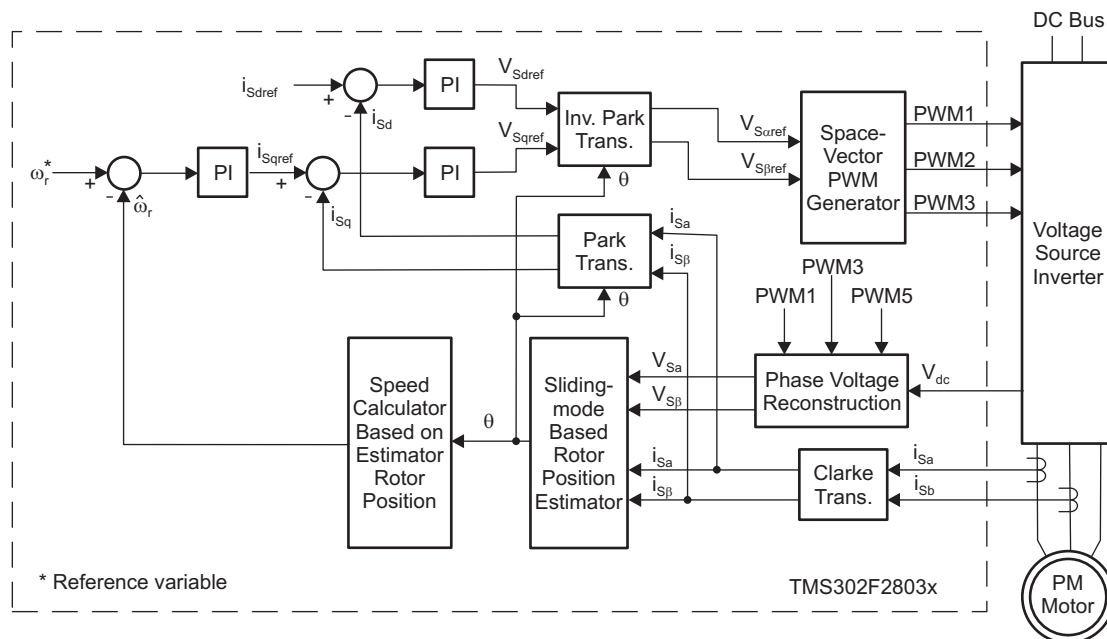 DC Bus
i_Sdref
+
-
i_Sd
PI
V_Sdref
Inv. Park
Trans.
θ
V_Sαref
V_Sβref
Space-
Vector
PWM
Generator
PWM1
PWM2
PWM3
Voltage
Source
Inverter
ω_r^*
+
-
ω̂_r
PI
i_Sqref
+
-
i_Sq
PI
V_Sqref
Park
Trans.
i_Sa
i_Sβ
θ
PWM3
PWM1
PWM5
Speed
Calculator
Based on
Estimator
Rotor
Position
θ
Sliding-
mode
Based
Rotor
Position
Estimator
V_Sa
V_Sβ
Phase Voltage
Reconstruction
V_dc
i_Sa
i_Sβ
Clarke
Trans.
i_Sa
i_Sb
* Reference variable
TMS302F2803x
PM
Motor